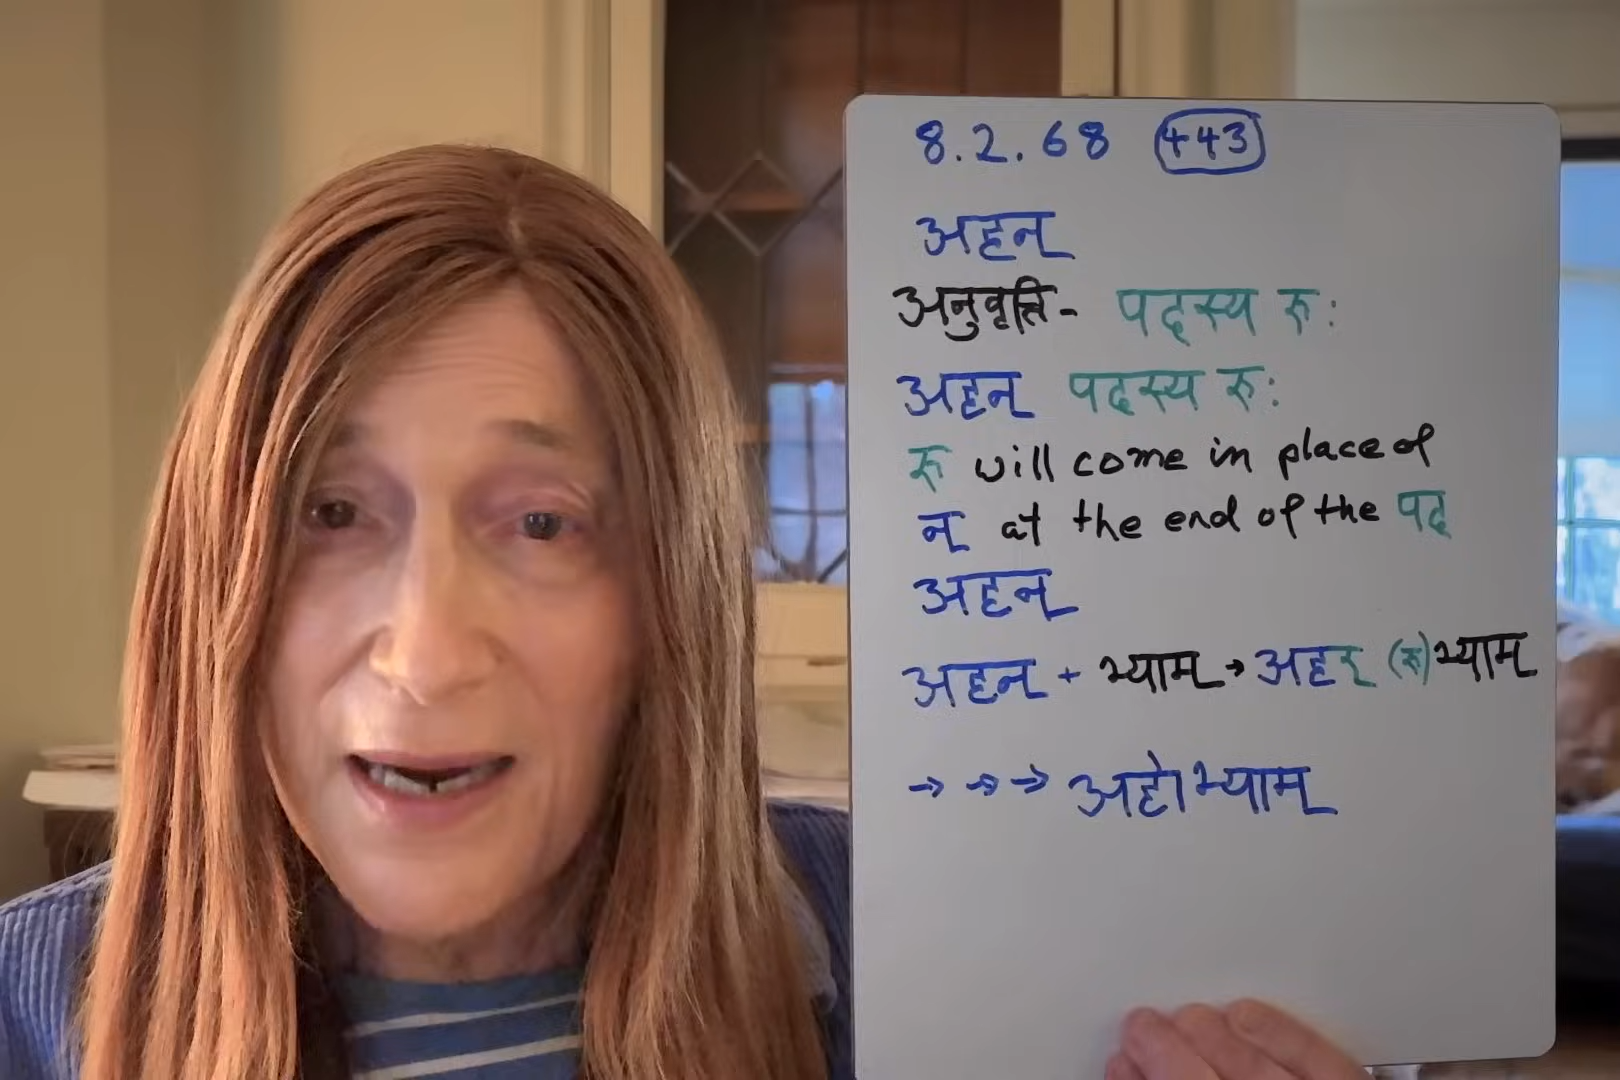 8.2.68 443
अहन्
अनुवृत्ति- पदस्य रुः
अहन् पदस्य रुः
रु will come in place of
न् at the end of the पद
अहन्
अहन् + भ्याम् → अहर् (रु) भ्याम्
→ → → अहोभ्याम्